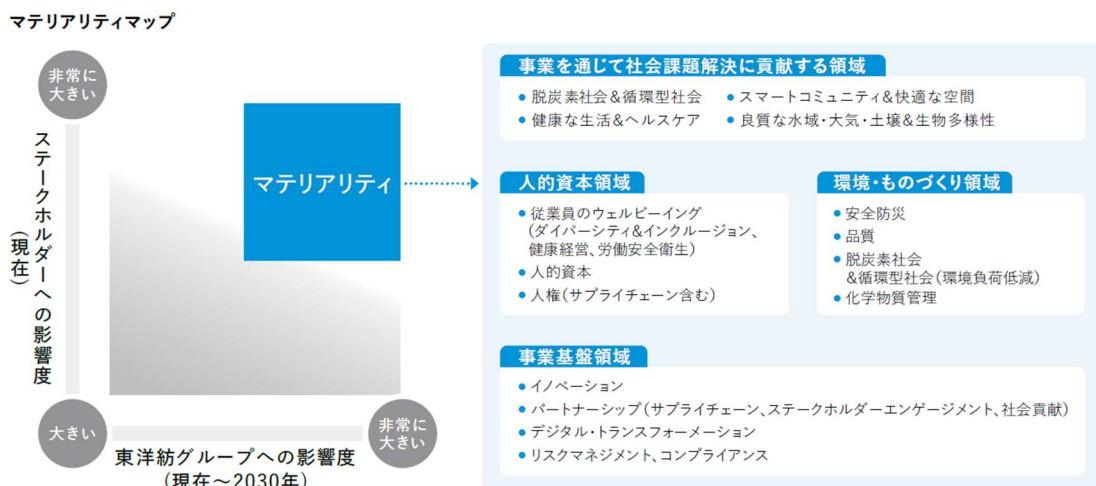 マテリアリティマップ
非常に
大きい
ステークホルダーへの影響度
(現在)
大きい
非常に
大きい
東洋紡グループへの影響度
(現在〜2030年)
マテリアリティ
事業を通じて社会課題解決に貢献する領域
● 脱炭素社会&循環型社会
● スマートコミュニティ&快適な空間
● 健康な生活&ヘルスケア
● 良質な水域・大気・土壌&生物多様性
人的資本領域
● 従業員のウェルビーイング
(ダイバーシティ&インクルージョン、
健康経営、労働安全衛生)
● 人的資本
● 人権(サプライチェーン含む)
環境・ものづくり領域
● 安全防災
● 品質
● 脱炭素社会
&循環型社会(環境負荷低減)
● 化学物質管理
事業基盤領域
● イノベーション
● パートナーシップ(サプライチェーン、ステークホルダーエンゲージメント、社会貢献)
● デジタル・トランスフォーメーション
● リスクマネジメント、コンプライアンス